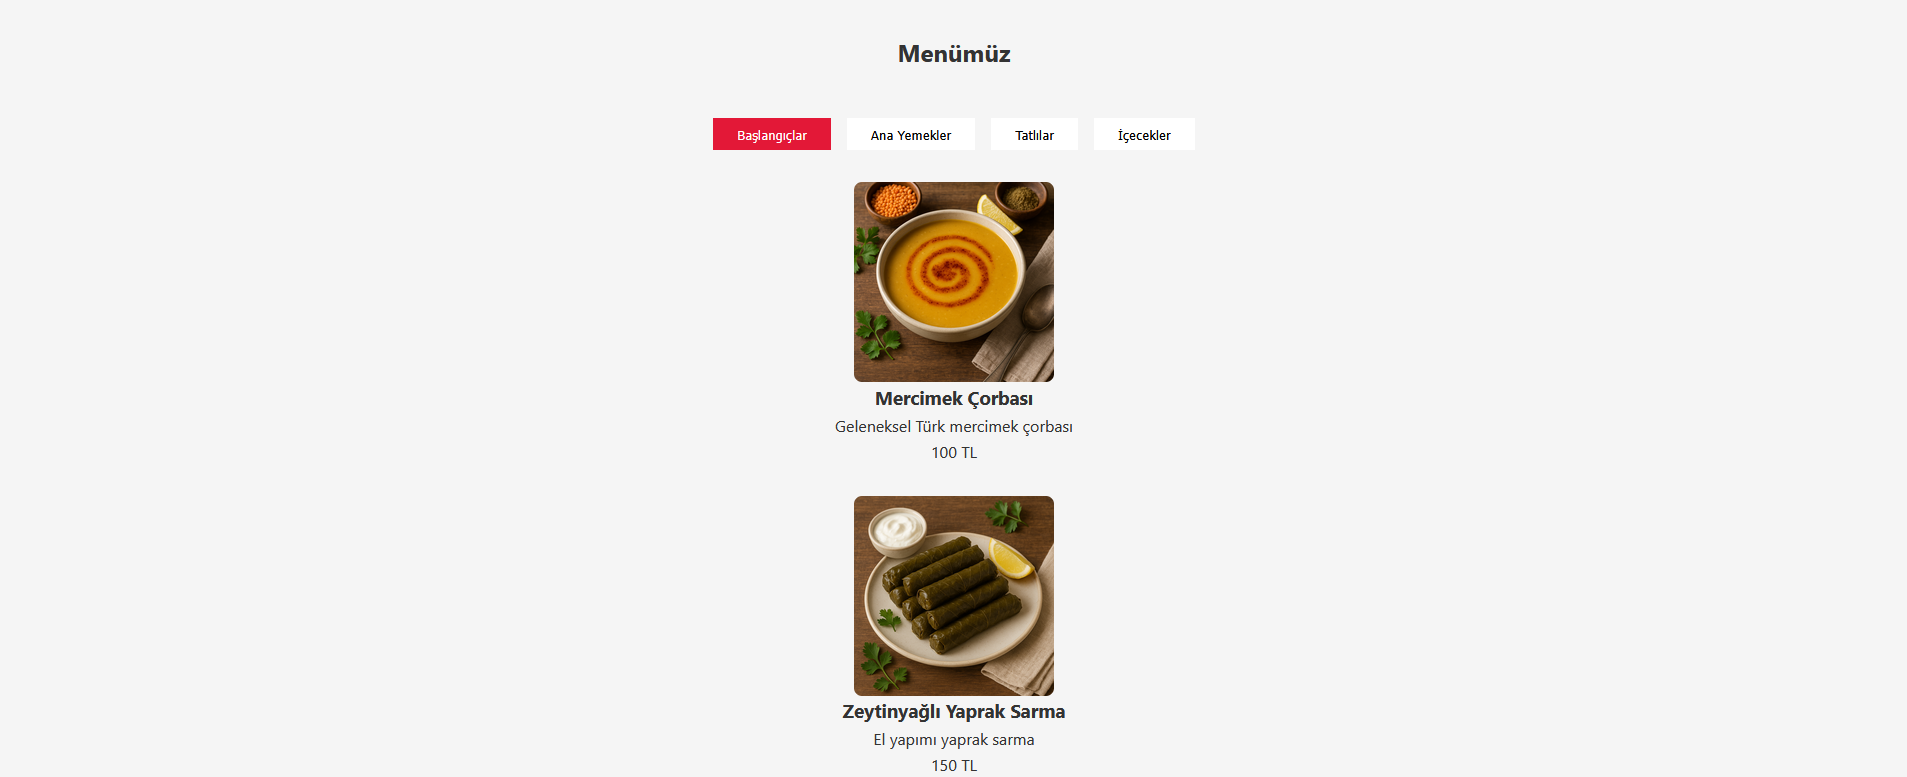 Menümüz
Başlangıçlar Ana Yemekler Tatlılar İçecekler
Mercimek Çorbası
Geleneksel Türk mercimek çorbası
100 TL
Zeytinyağlı Yaprak Sarma
El yapımı yaprak sarma
150 TL